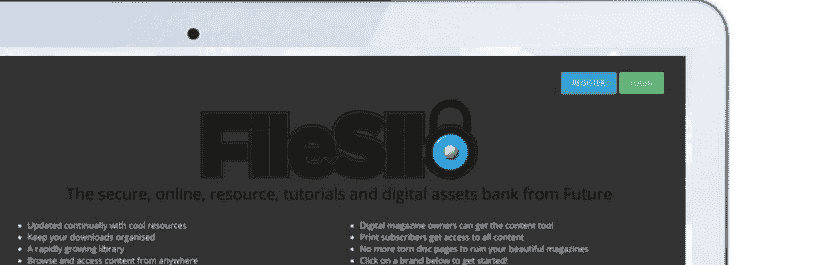 REGISTER
LOGIN
FileSilo
The secure, online, resource, tutorials and digital assets bank from Future
Updated continually with cool resources
Keep your downloads organised
A rapidly growing library
Browse and access content from anywhere
Digital magazine owners can get the content too!
Print subscribers get access to all content
No more torn disc pages to ruin your beautiful magazines
Click on a brand below to get started!